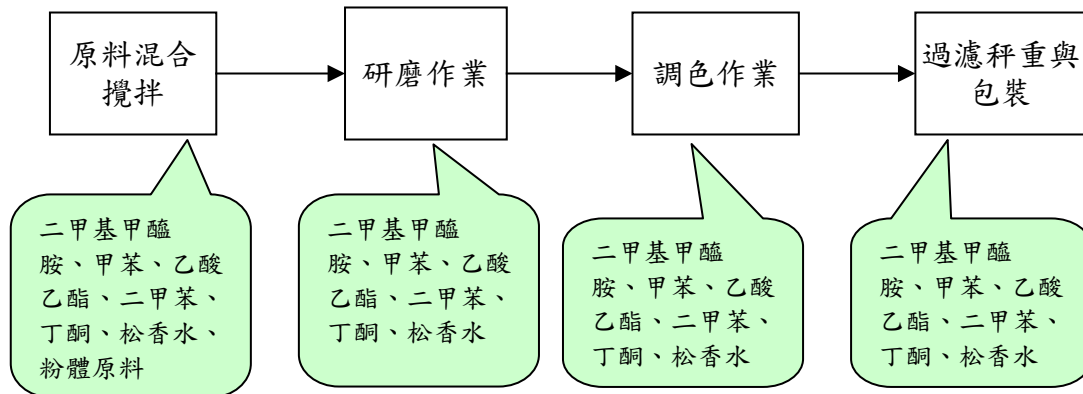 原料混合
攪拌
研磨作業
調色作業
過濾秤重與
包裝
二甲基甲醯
胺、甲苯、乙酸
乙酯、二甲苯、
丁酮、松香水、
粉體原料
二甲基甲醯
胺、甲苯、乙酸
乙酯、二甲苯、
丁酮、松香水
二甲基甲醯
胺、甲苯、乙酸
乙酯、二甲苯、
丁酮、松香水
二甲基甲醯
胺、甲苯、乙酸
乙酯、二甲苯、
丁酮、松香水